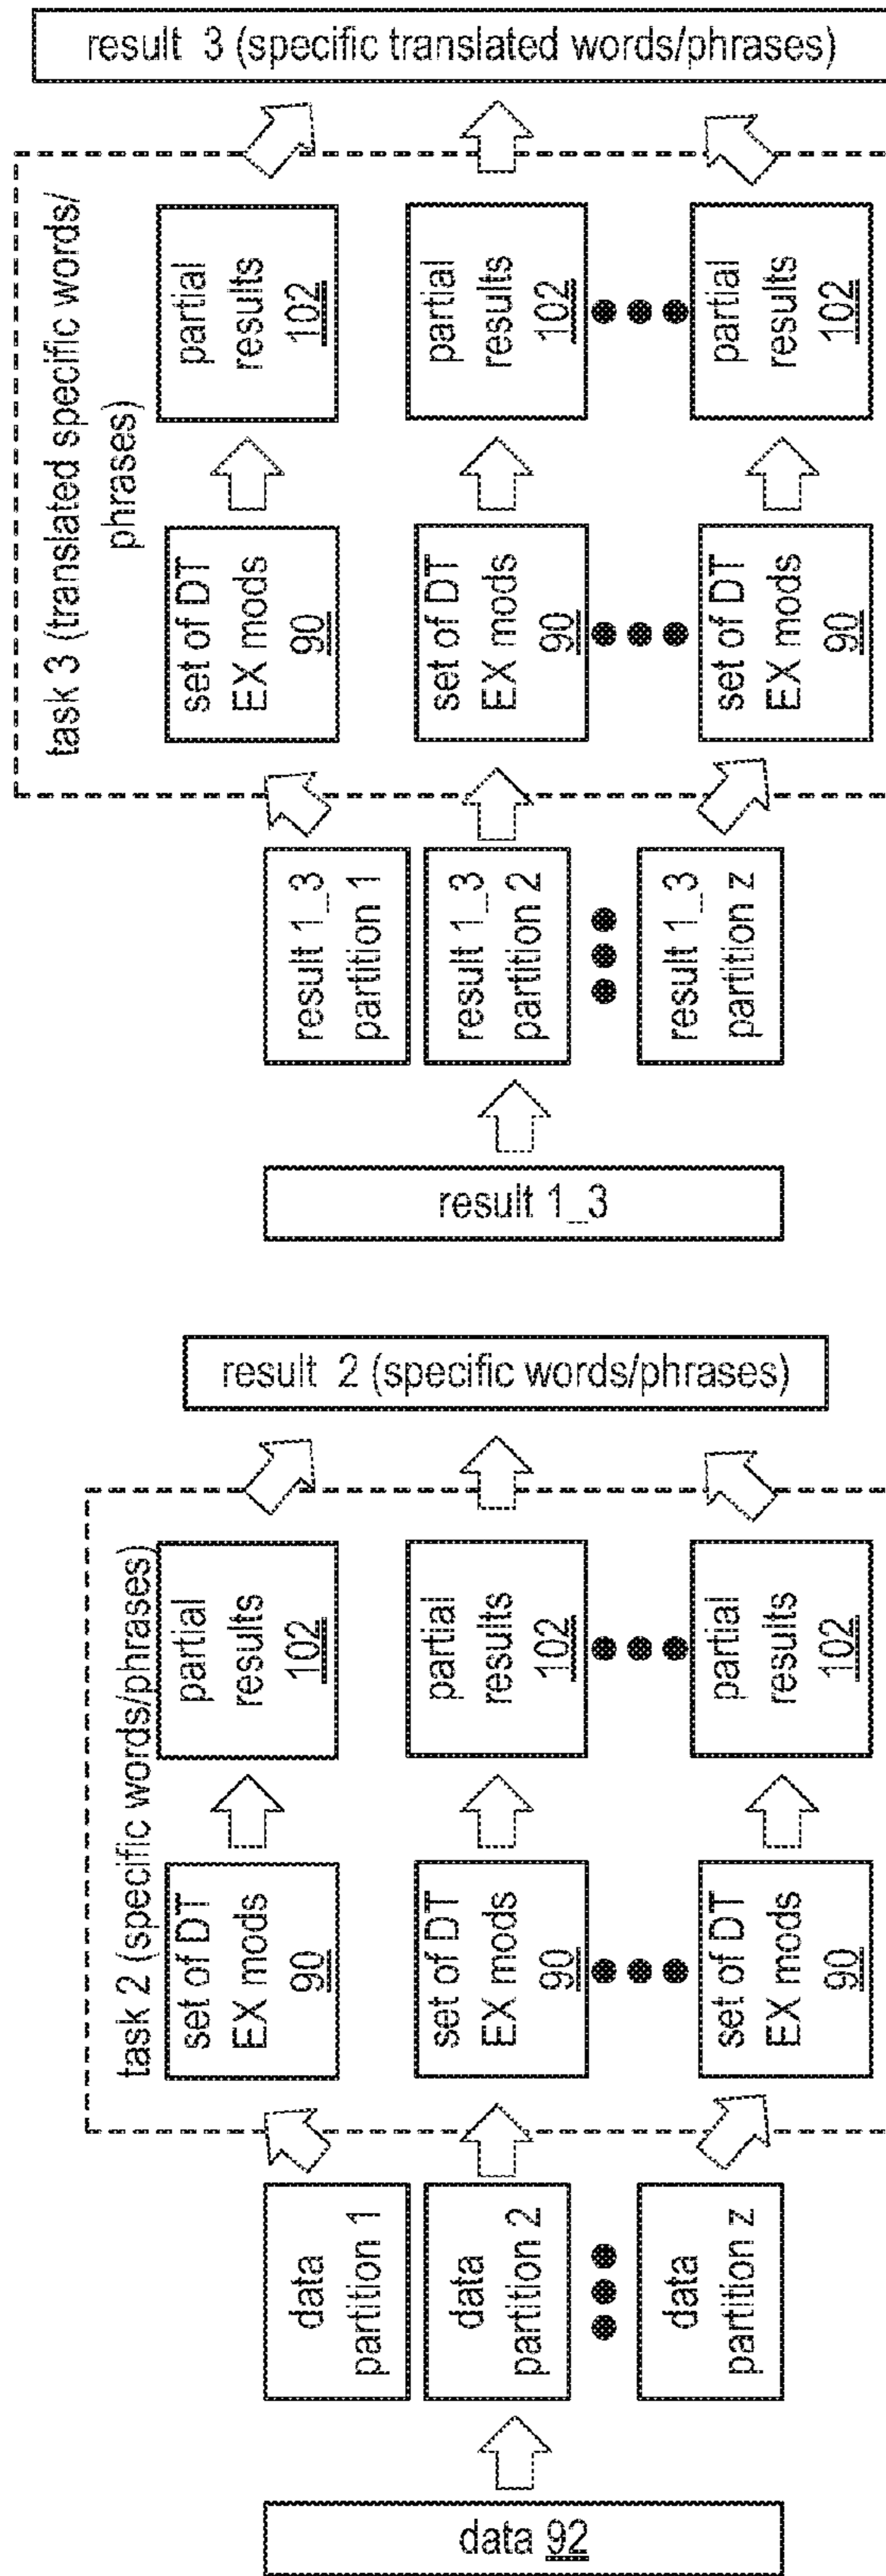 task 2 (specific words/phrases)
data 92
data
partition 1
data
partition 2
data
partition z
set of DT
EX mods
90
set of DT
EX mods
90
set of DT
EX mods
90
partial
results
102
partial
results
102
partial
results
102
result 2 (specific words/phrases)
task 3 (translated specific words/
phrases)
result 1_3
result 1_3
partition 1
result 1_3
partition 2
result 1_3
partition z
set of DT
EX mods
90
set of DT
EX mods
90
set of DT
EX mods
90
partial
results
102
partial
results
102
partial
results
102
result 3 (specific translated words/phrases)